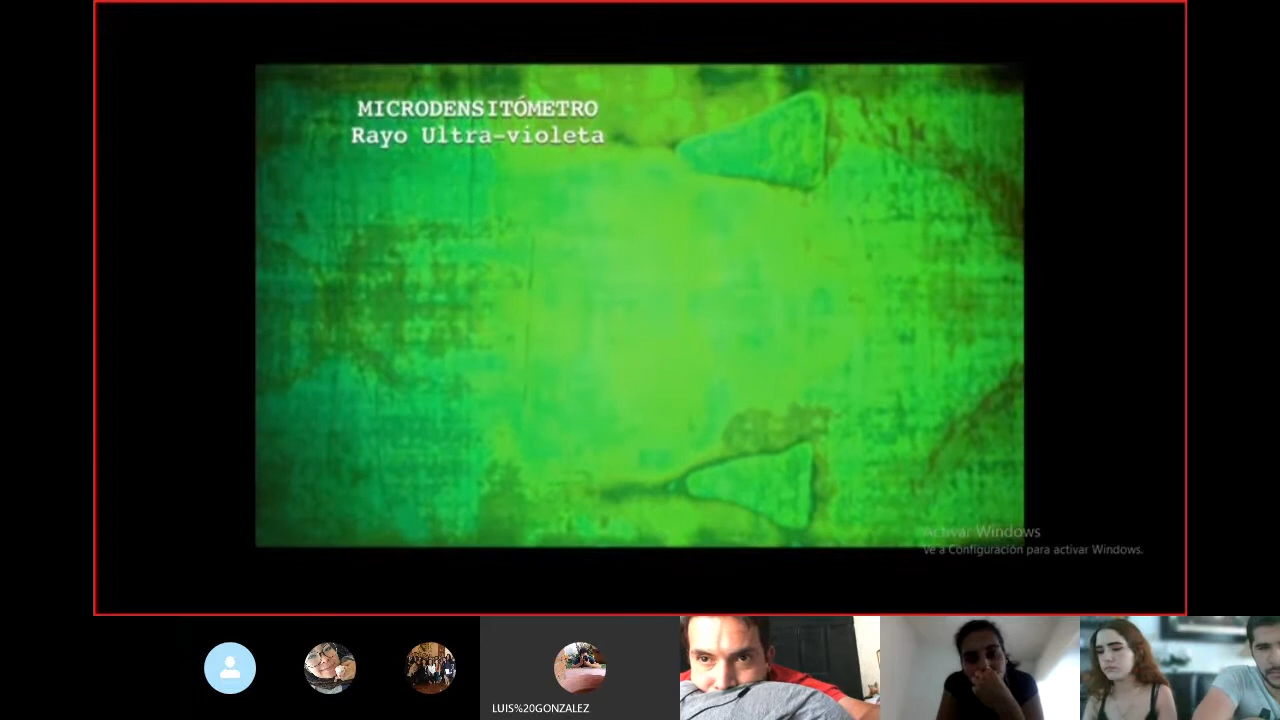 MICRODENSITÓMETRO
Rayo Ultra-violeta
Activar Windows
Ve a Configuración para activar Windows.
LUIS%20GONZALEZ